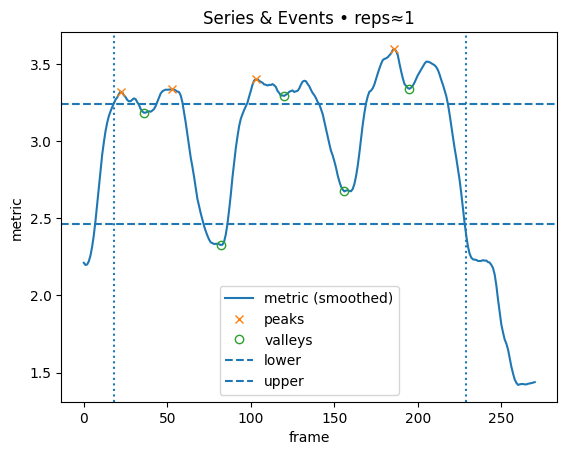 Series & Events • reps≈1
metric
3.5
3.0
2.5
2.0
1.5
metric (smoothed)
peaks
valleys
lower
upper
0
50
100
150
200
250
frame